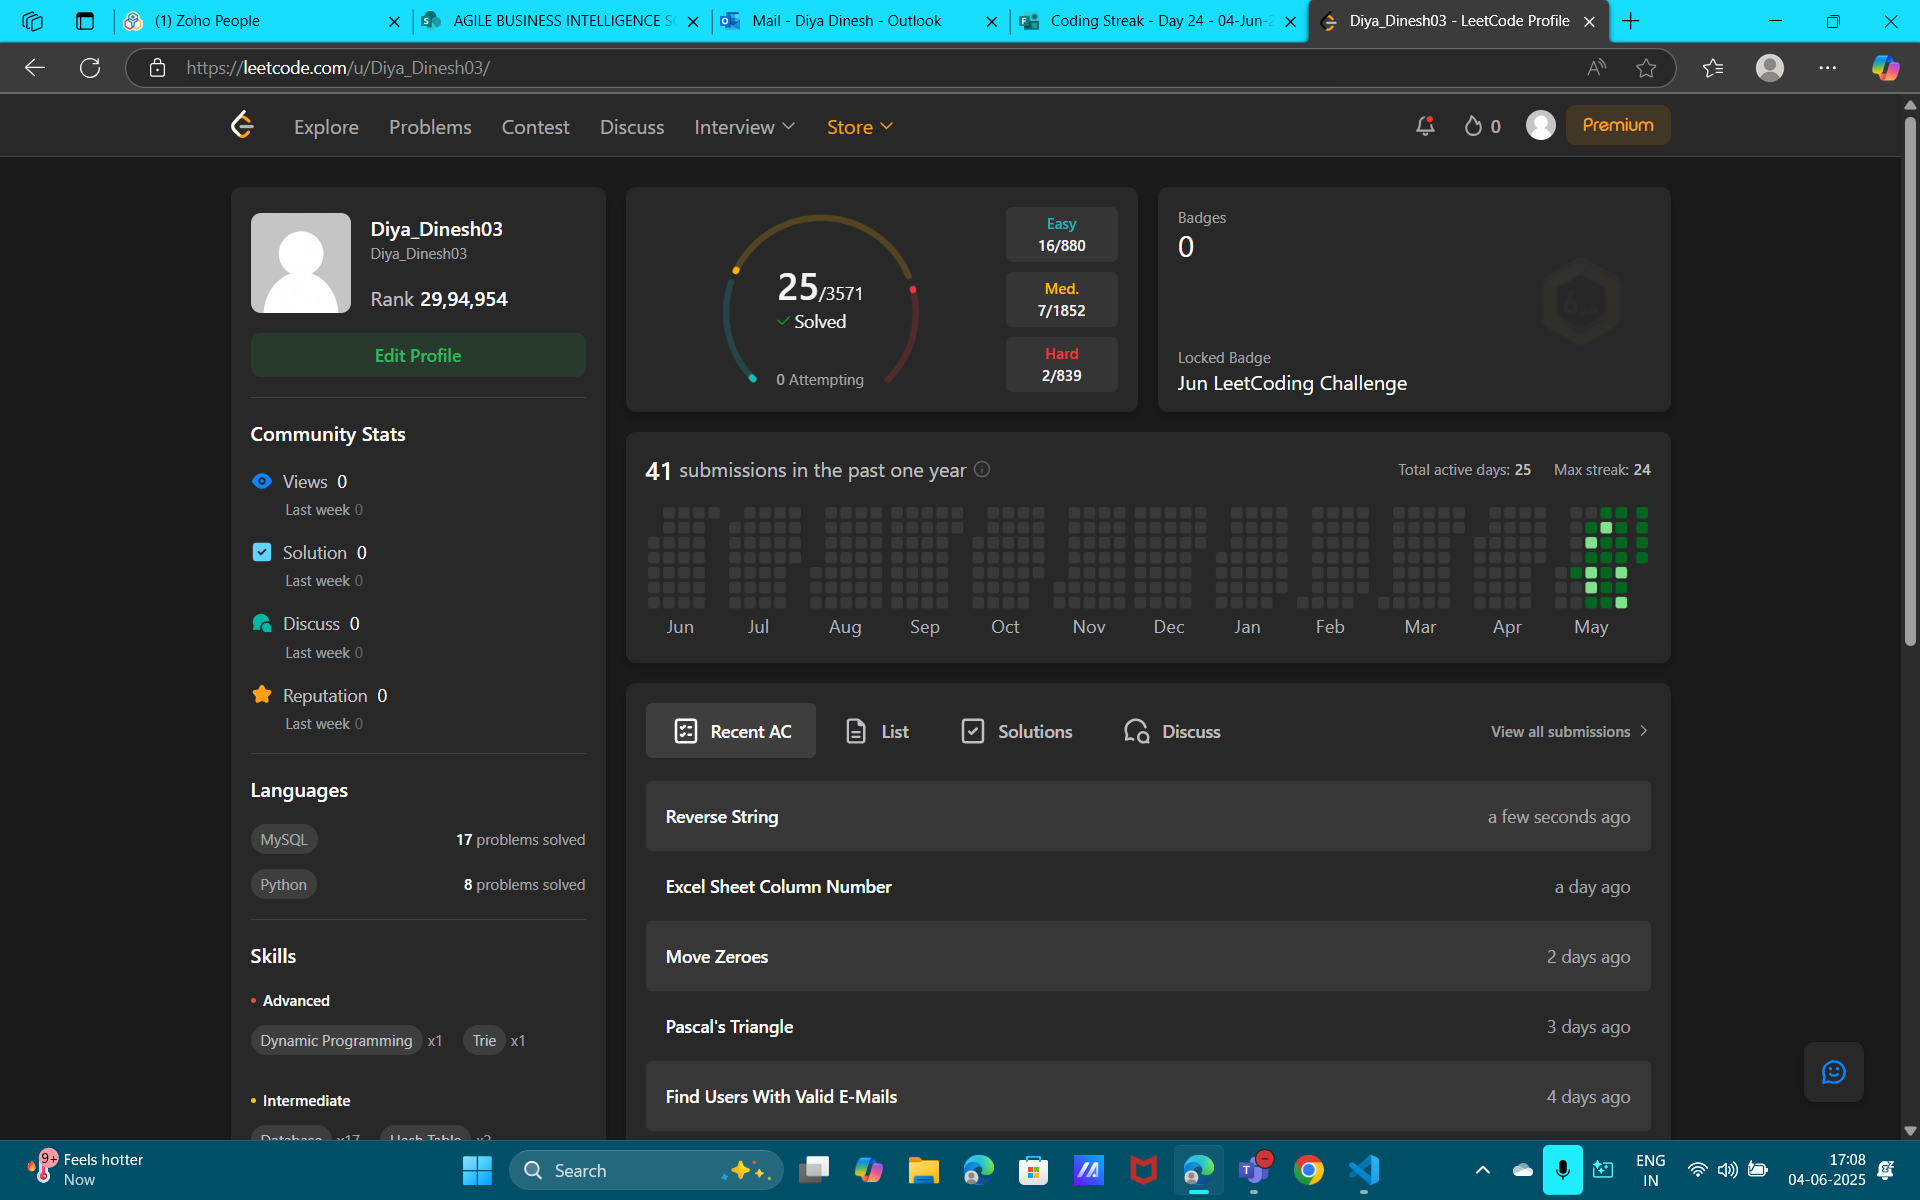 (1) Zoho People
AGILE BUSINESS INTELLIGENCE S
Mail - Diya Dinesh - Outlook
Coding Streak - Day 24 - 04-Jun-2
Diya_Dinesh03 - LeetCode Profile
https://leetcode.com/u/Diya_Dinesh03/
Explore
Problems
Contest
Discuss
Interview
Store
0
Premium
Diya_Dinesh03
Diya_Dinesh03
Rank 29,94,954
Edit Profile
Community Stats
Views 0
Last week 0
Solution 0
Last week 0
Discuss 0
Last week 0
Reputation 0
Last week 0
Languages
MySQL 17 problems solved
Python 8 problems solved
Skills
Advanced
Dynamic Programming x1 Trie x1
Intermediate
Database x17 Hash Table x2
25/3571
Solved
0 Attempting
Easy
16/880
Med.
7/1852
Hard
2/839
Badges
0
Locked Badge
Jun LeetCoding Challenge
41 submissions in the past one year
Total active days: 25 Max streak: 24
Jun Jul Aug Sep Oct Nov Dec Jan Feb Mar Apr May
Recent AC
List
Solutions
Discuss
View all submissions
Reverse String a few seconds ago
Excel Sheet Column Number a day ago
Move Zeroes 2 days ago
Pascal's Triangle 3 days ago
Find Users With Valid E-Mails 4 days ago
9+
Feels hotter
Now
Search
ENG
IN
17:08
04-06-2025